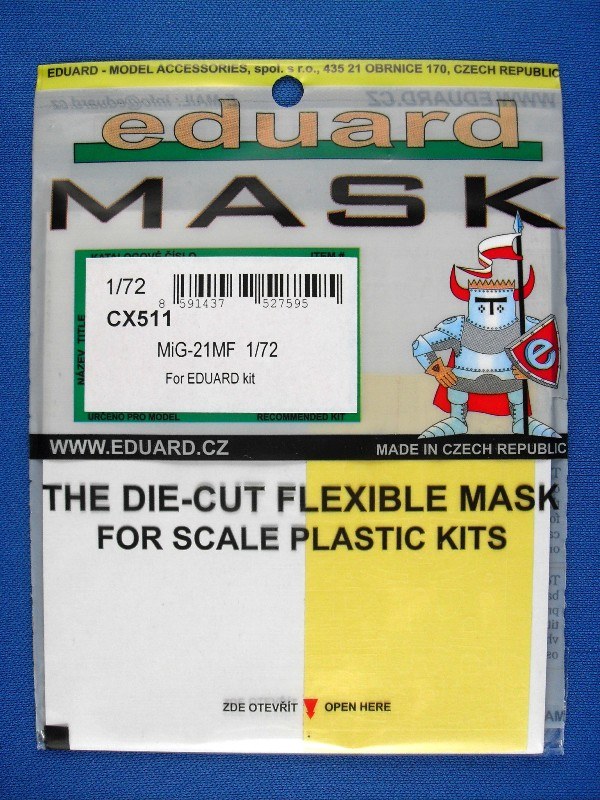 EDUARD - MODEL ACCESSORIES, spol. s r.o., 435 21 OBRNICE 170, CZECH REPUBLIC
WWW.EDUARD.CZ
eduard
MASK
KATALOGOVÉ ČÍSLO ITEM #
1/72
8 591437 527595
CX511
MiG-21MF 1/72
For EDUARD kit
NÁZEV TITLE
URČENO PRO MODEL RECOMMENDED KIT
e
WWW.EDUARD.CZ MADE IN CZECH REPUBLIC
THE DIE-CUT FLEXIBLE MASK
FOR SCALE PLASTIC KITS
ZDE OTEVŘÍT OPEN HERE